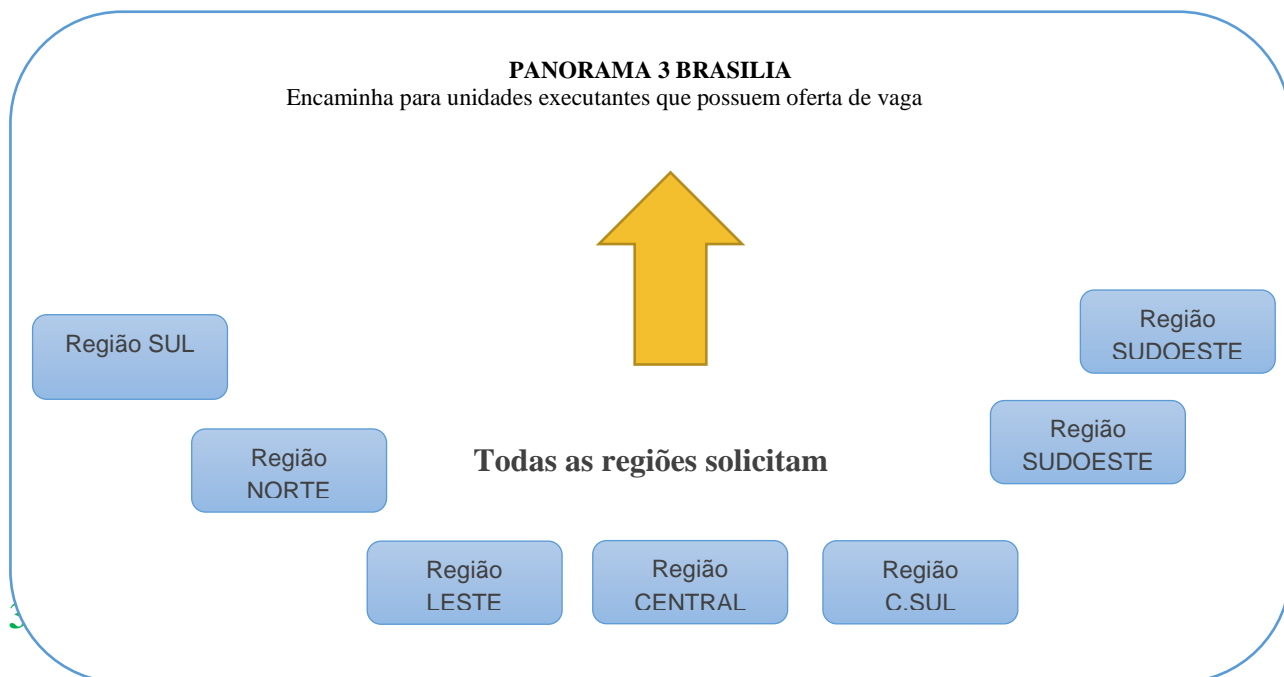 PANORAMA 3 BRASILIA
Encaminha para unidades executantes que possuem oferta de vaga
Região SUL
Região
SUDOESTE
Região
NORTE
Todas as regiões solicitam
Região
SUDOESTE
Região
LESTE
Região
CENTRAL
Região
C.SUL
3